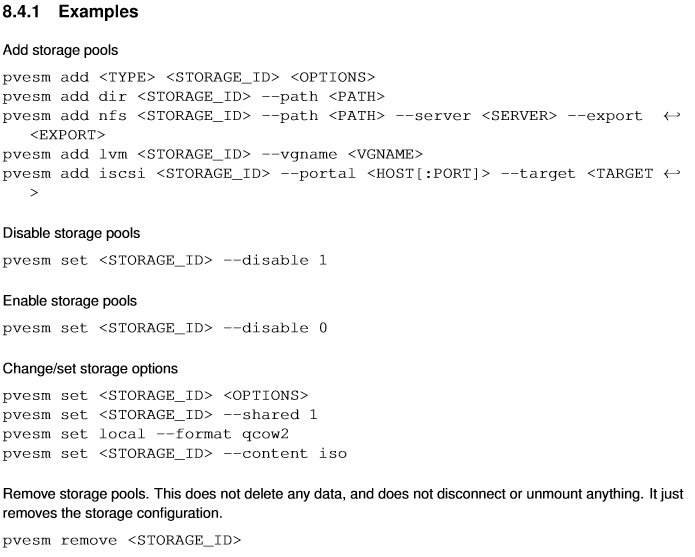 8.4.1 Examples
Add storage pools
pvesm add <TYPE> <STORAGE_ID> <OPTIONS>
pvesm add dir <STORAGE_ID> --path <PATH>
pvesm add nfs <STORAGE_ID> --path <PATH> --server <SERVER> --export ↩
<EXPORT>
pvesm add lvm <STORAGE_ID> --vgname <VGNAME>
pvesm add iscsi <STORAGE_ID> --portal <HOST[:PORT]> --target <TARGET ↩
>
Disable storage pools
pvesm set <STORAGE_ID> --disable 1
Enable storage pools
pvesm set <STORAGE_ID> --disable 0
Change/set storage options
pvesm set <STORAGE_ID> <OPTIONS>
pvesm set <STORAGE_ID> --shared 1
pvesm set local --format qcow2
pvesm set <STORAGE_ID> --content iso
Remove storage pools. This does not delete any data, and does not disconnect or unmount anything. It just
removes the storage configuration.
pvesm remove <STORAGE_ID>